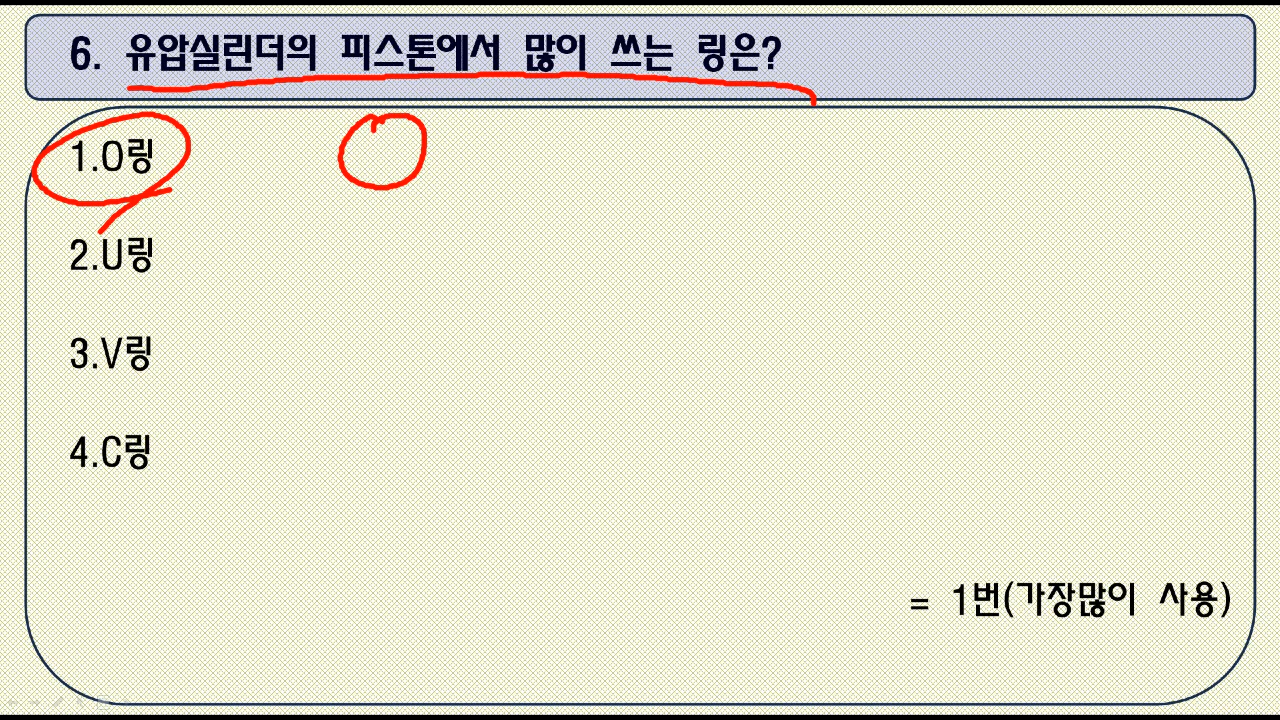 6. 유압실린더의 피스톤에서 많이 쓰는 링은?
1.O링
2.U링
3.V링
4.C링
= 1번(가장많이 사용)